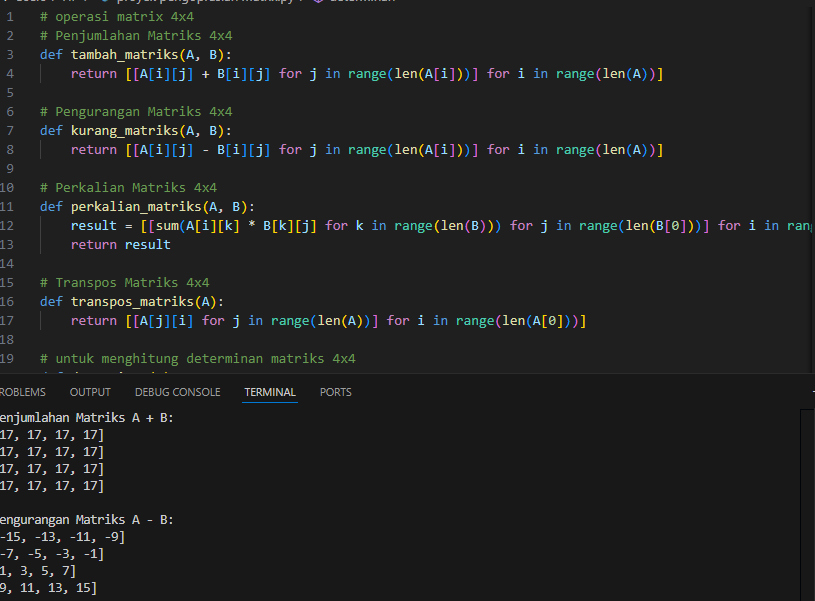 1 # operasi matrix 4x4
2 # Penjumlahan Matriks 4x4
3 def tambah_matriks(A, B):
4 return [[A[i][j] + B[i][j] for j in range(len(A[i]))] for i in range(len(A))]
5
6 # Pengurangan Matriks 4x4
7 def kurang_matriks(A, B):
8 return [[A[i][j] - B[i][j] for j in range(len(A[i]))] for i in range(len(A))]
9
10 # Perkalian Matriks 4x4
11 def perkalian_matriks(A, B):
12 result = [[sum(A[i][k] * B[k][j] for k in range(len(B))) for j in range(len(B[0]))] for i in ran
13 return result
14
15 # Transpos Matriks 4x4
16 def transpos_matriks(A):
17 return [[A[j][i] for j in range(len(A))] for i in range(len(A[0]))]
18
19 # untuk menghitung determinan matriks 4x4
ROBLEMS OUTPUT DEBUG CONSOLE TERMINAL PORTS
enjumlahan Matriks A + B:
17, 17, 17, 17]
17, 17, 17, 17]
17, 17, 17, 17]
17, 17, 17, 17]
engurangan Matriks A - B:
-15, -13, -11, -9]
-7, -5, -3, -1]
1, 3, 5, 7]
9, 11, 13, 15]